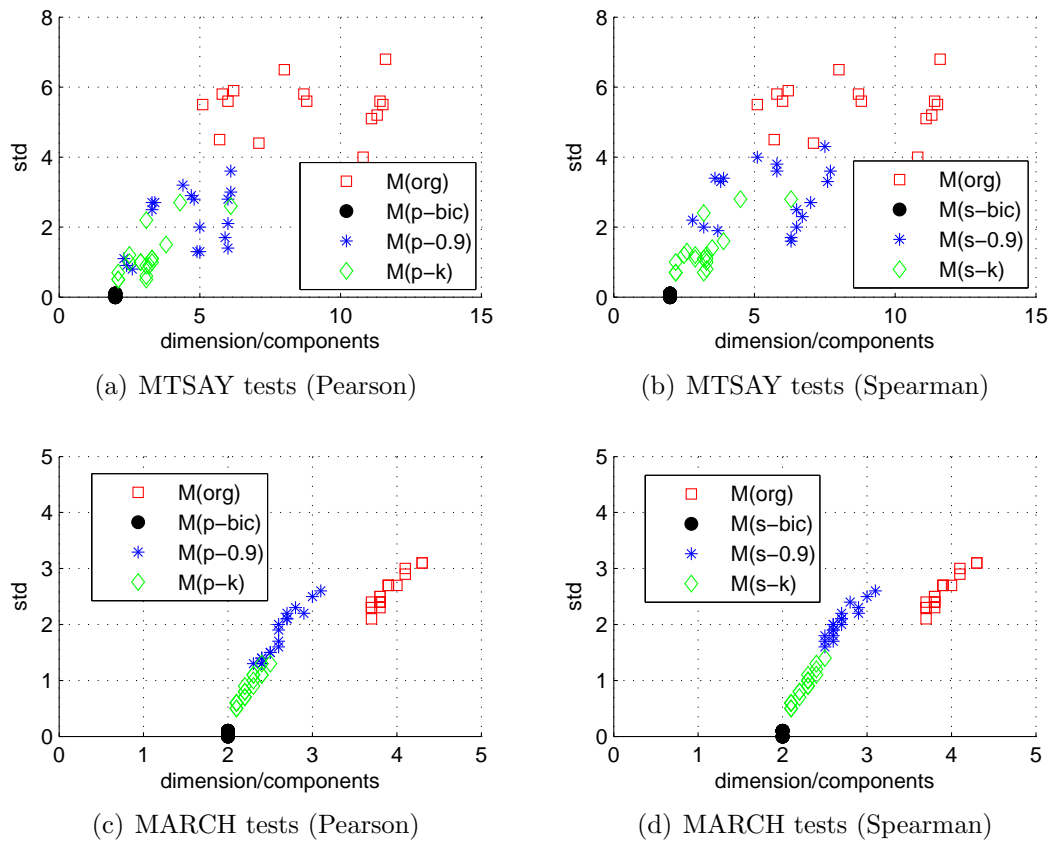 8
6
4
2
0
std
M(org)
M(p−bic)
M(p−0.9)
M(p−k)
0 5 10 15
dimension/components
(a) MTSAY tests (Pearson)
8
6
4
2
0
std
M(org)
M(s−bic)
M(s−0.9)
M(s−k)
0 5 10 15
dimension/components
(b) MTSAY tests (Spearman)
5
4
3
2
1
0
std
M(org)
M(p−bic)
M(p−0.9)
M(p−k)
0 1 2 3 4 5
dimension/components
(c) MARCH tests (Pearson)
5
4
3
2
1
0
std
M(org)
M(s−bic)
M(s−0.9)
M(s−k)
0 1 2 3 4 5
dimension/components
(d) MARCH tests (Spearman)